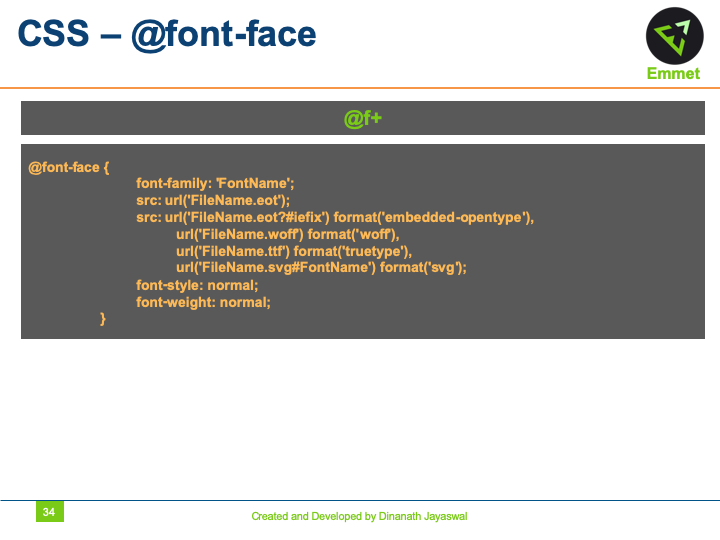 CSS – @font-face
Emmet
@f+
@font-face {
font-family: 'FontName';
src: url('FileName.eot');
src: url('FileName.eot?#iefix') format('embedded-opentype'),
url('FileName.woff') format('woff'),
url('FileName.ttf') format('truetype'),
url('FileName.svg#FontName') format('svg');
font-style: normal;
font-weight: normal;
}
34
Created and Developed by Dinanath Jayaswal